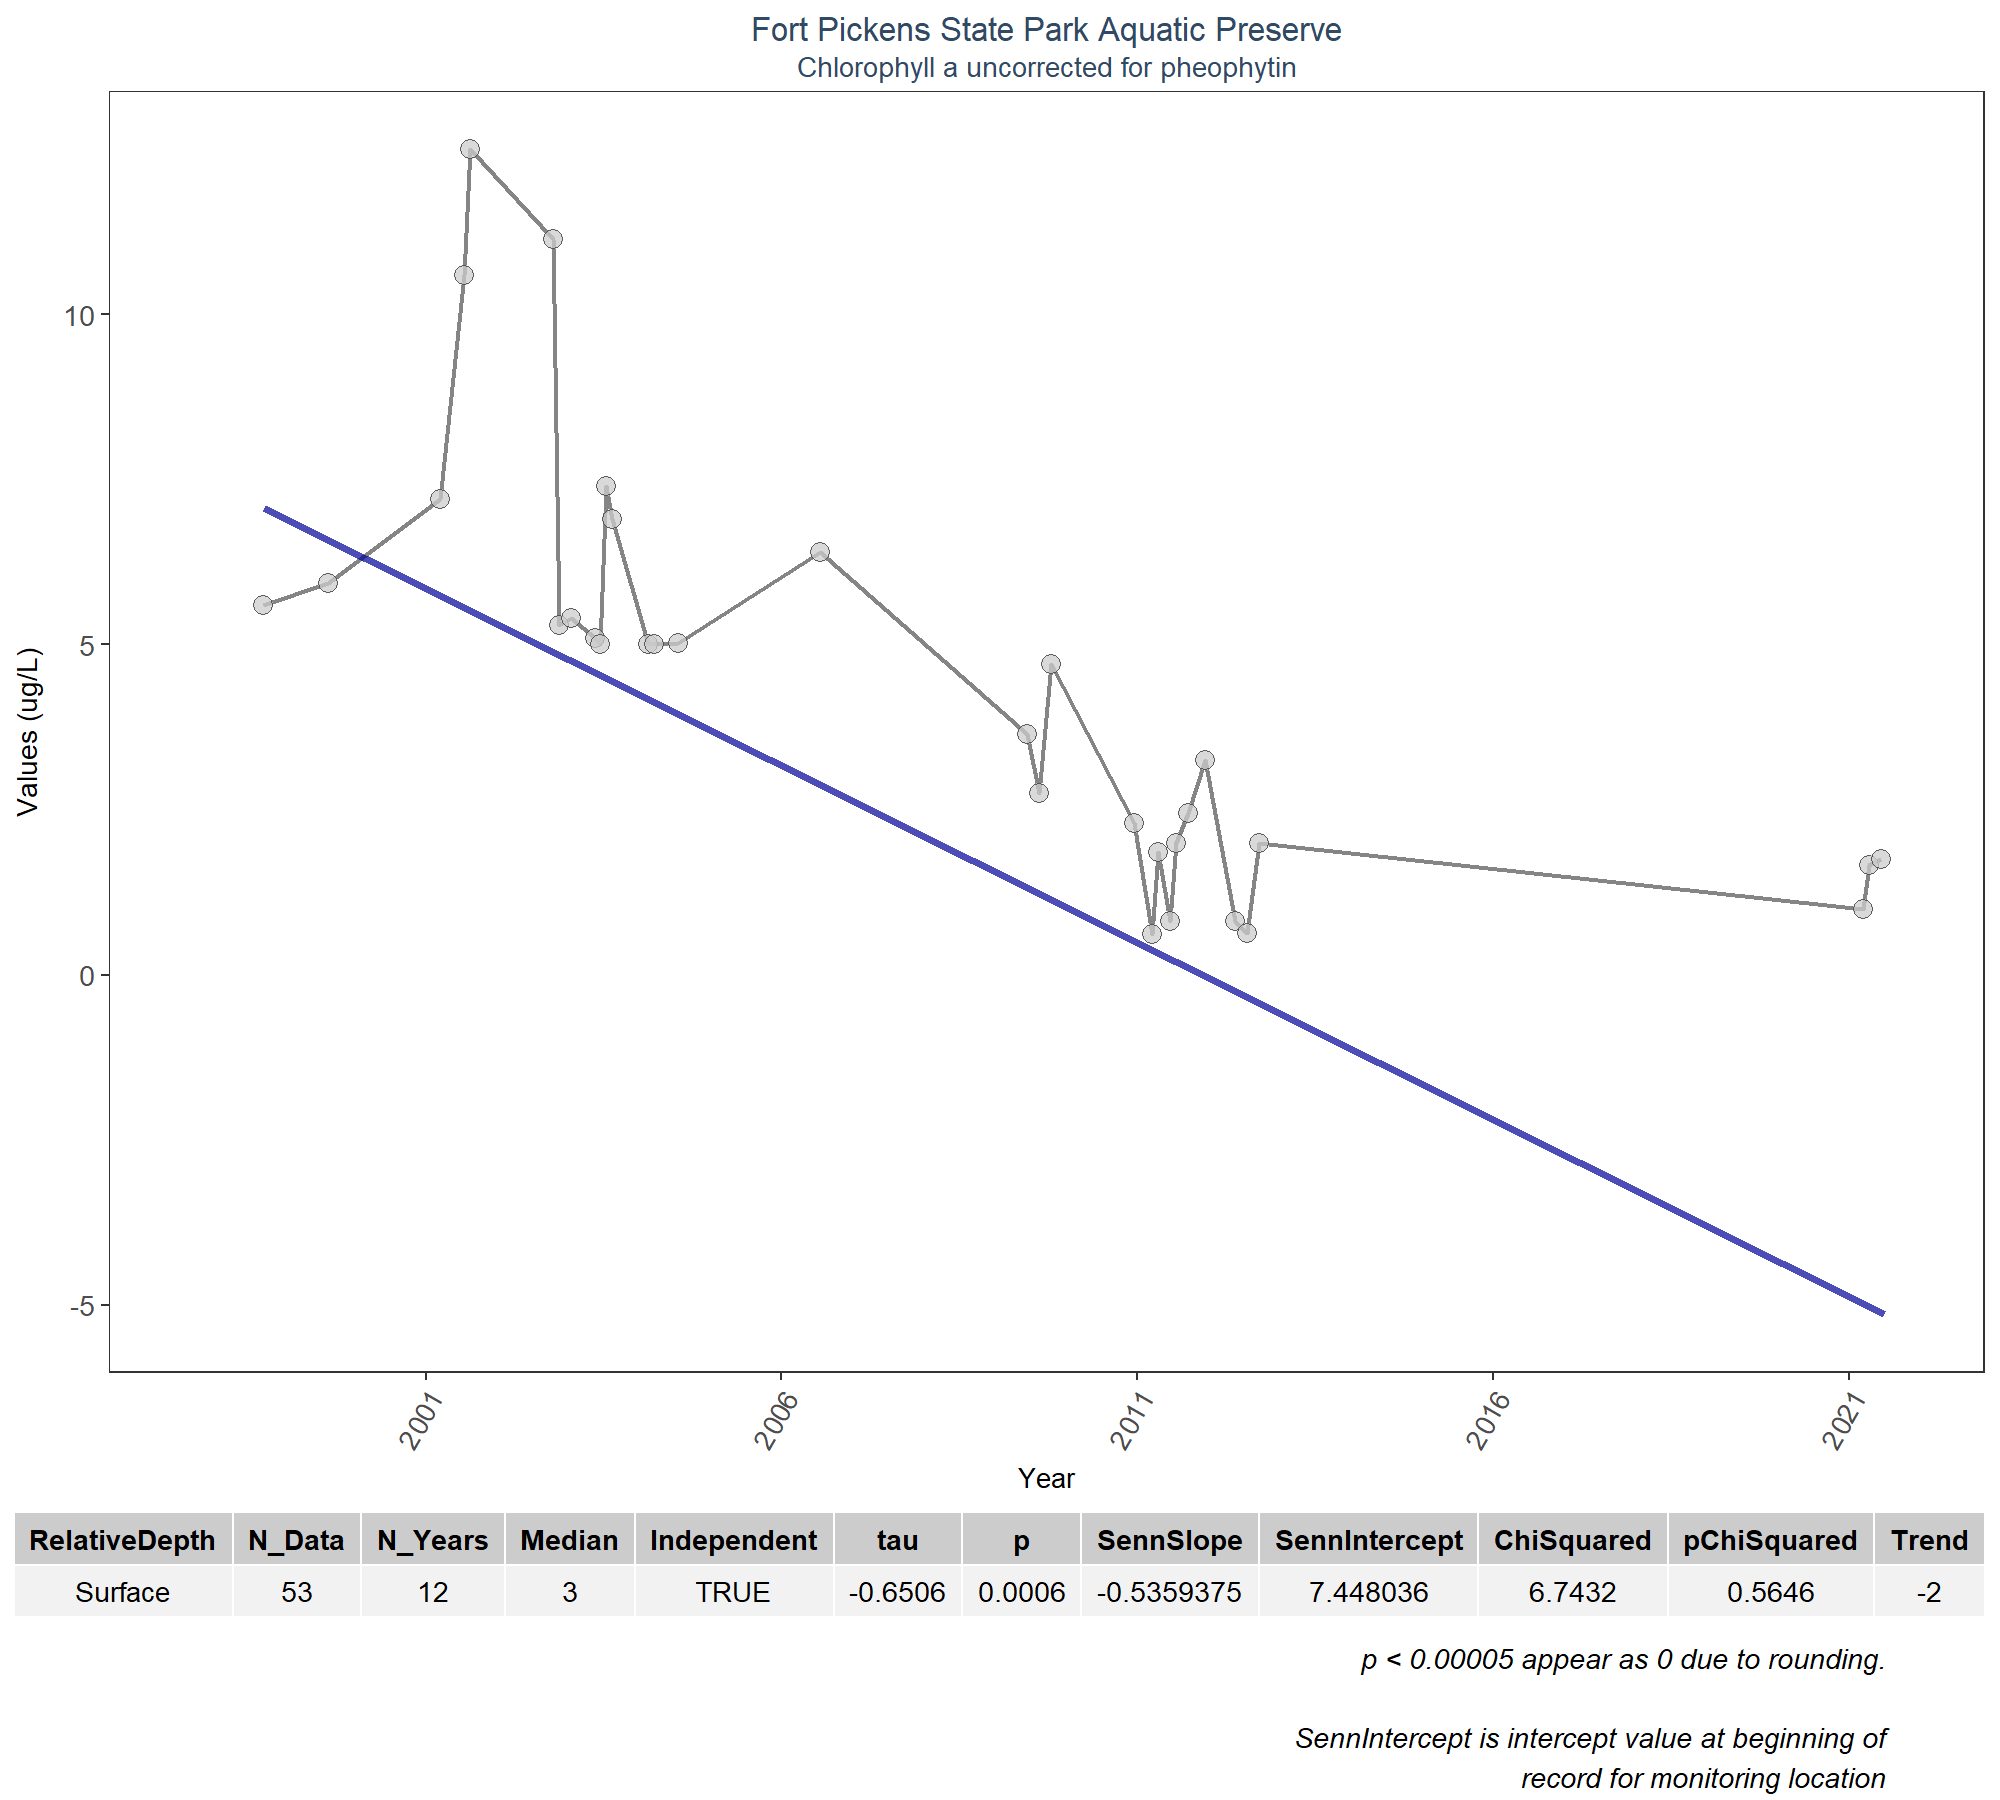 Fort Pickens State Park Aquatic Preserve
Chlorophyll a uncorrected for pheophytin
Values (ug/L)
10
5
0
-5
2001 2006 2011 2016 2021
Year
RelativeDepth N_Data N_Years Median Independent tau p SennSlope SennIntercept ChiSquared pChiSquared Trend
Surface 53 12 3 TRUE -0.6506 0.0006 -0.5359375 7.448036 6.7432 0.5646 -2
p < 0.00005 appear as 0 due to rounding.
SennIntercept is intercept value at beginning of
record for monitoring location